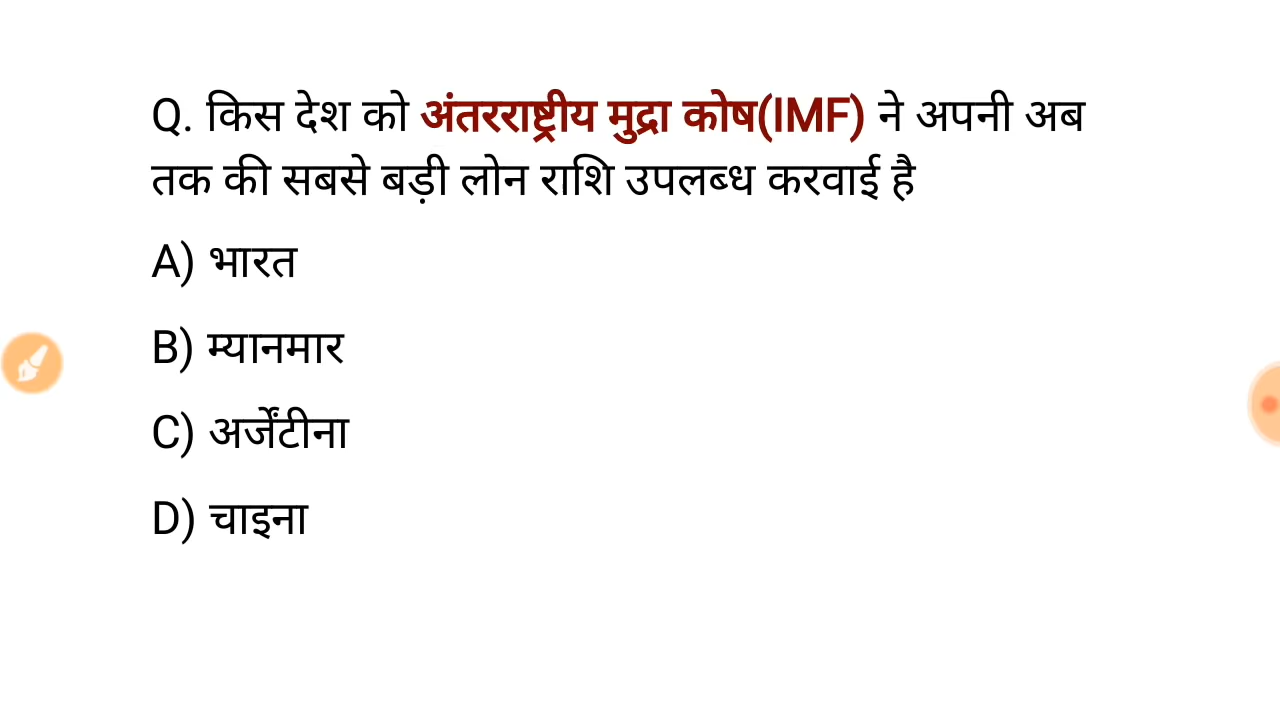 Q. किस देश को अंतरराष्ट्रीय मुद्रा कोष(IMF) ने अपनी अब
तक की सबसे बड़ी लोन राशि उपलब्ध करवाई है
A) भारत
B) म्यानमार
C) अर्जेंटीना
D) चाइना